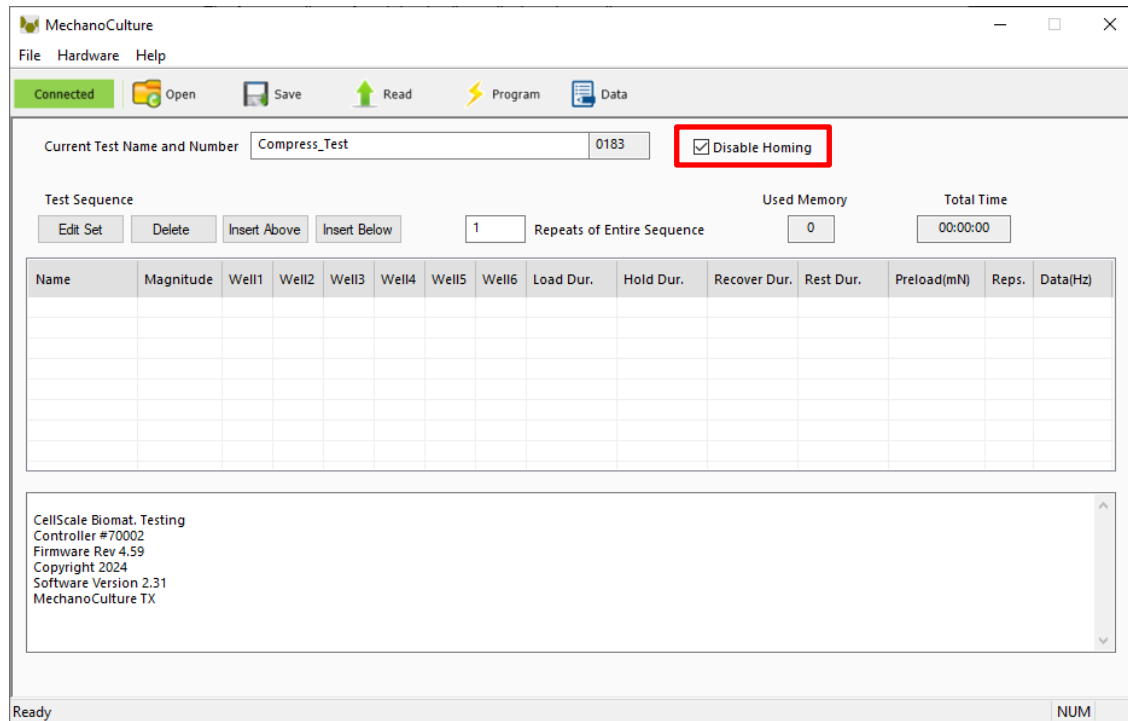 MechanoCulture
File Hardware Help
Connected Open Save Read Program Data
Current Test Name and Number Compress_Test 0183 Disable Homing
Test Sequence Used Memory Total Time
Edit Set Delete Insert Above Insert Below 1 Repeats of Entire Sequence 0 00:00:00
Name Magnitude Well1 Well2 Well3 Well4 Well5 Well6 Load Dur. Hold Dur. Recover Dur. Rest Dur. Preload(mN) Reps. Data(Hz)
CellScale Biomat. Testing
Controller #70002
Firmware Rev 4.59
Copyright 2024
Software Version 2.31
MechanoCulture TX
Ready NUM